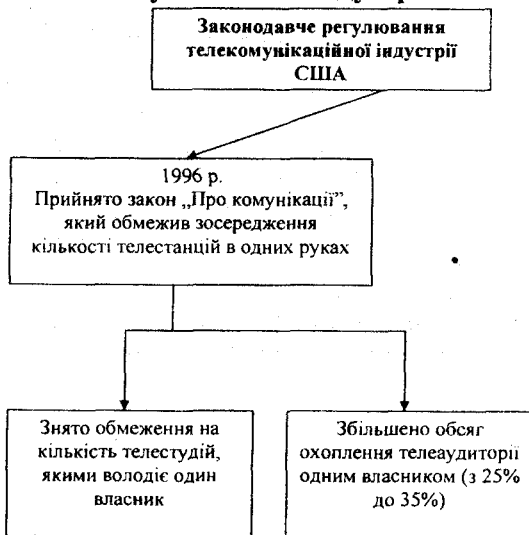 Законодавче регулювання
телекомунікаційної індустрії
США
1996 р.
Прийнято закон „Про комунікації”,
який обмежив зосередження
кількості телестанцій в одних руках
Знято обмеження на
кількість телестудій,
якими володіє один
власник
Збільшено обсяг
охоплення телеаудиторії
одним власником (з 25%
до 35%)